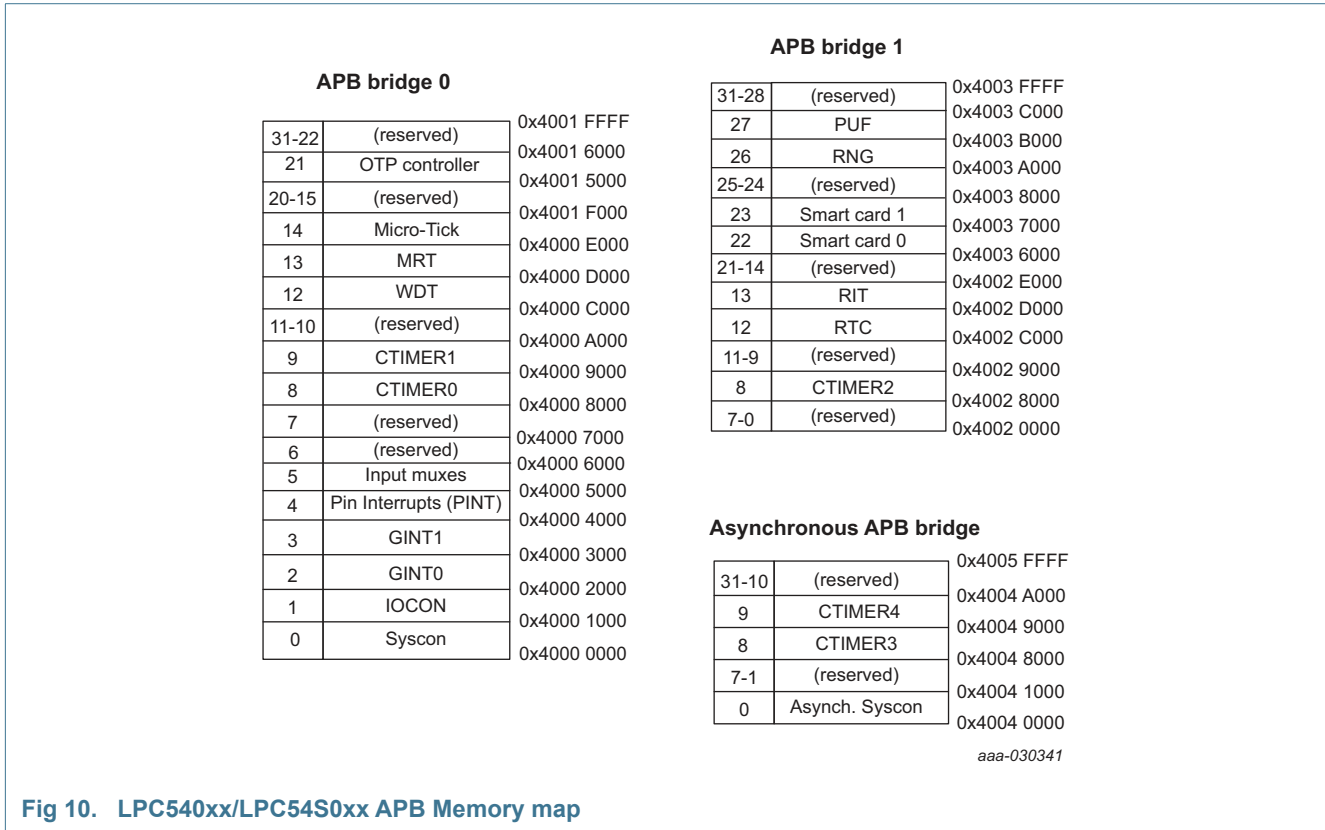 APB bridge 0
0x4001 FFFF
31-22 (reserved)
0x4001 6000
21 OTP controller
0x4001 5000
20-15 (reserved)
0x4001 F000
14 Micro-Tick
0x4000 E000
13 MRT
0x4000 D000
12 WDT
0x4000 C000
11-10 (reserved)
0x4000 A000
9 CTIMER1
0x4000 9000
8 CTIMER0
0x4000 8000
7 (reserved)
0x4000 7000
6 (reserved)
0x4000 6000
5 Input muxes
0x4000 5000
4 Pin Interrupts (PINT)
0x4000 4000
3 GINT1
0x4000 3000
2 GINT0
0x4000 2000
1 IOCON
0x4000 1000
0 Syscon
0x4000 0000
APB bridge 1
0x4003 FFFF
31-28 (reserved)
0x4003 C000
27 PUF
0x4003 B000
26 RNG
0x4003 A000
25-24 (reserved)
0x4003 8000
23 Smart card 1
0x4003 7000
22 Smart card 0
0x4003 6000
21-14 (reserved)
0x4002 E000
13 RIT
0x4002 D000
12 RTC
0x4002 C000
11-9 (reserved)
0x4002 9000
8 CTIMER2
0x4002 8000
7-0 (reserved)
0x4002 0000
Asynchronous APB bridge
0x4005 FFFF
31-10 (reserved)
0x4004 A000
9 CTIMER4
0x4004 9000
8 CTIMER3
0x4004 8000
7-1 (reserved)
0x4004 1000
0 Asynch. Syscon
0x4004 0000
aaa-030341
Fig 10. LPC540xx/LPC54S0xx APB Memory map